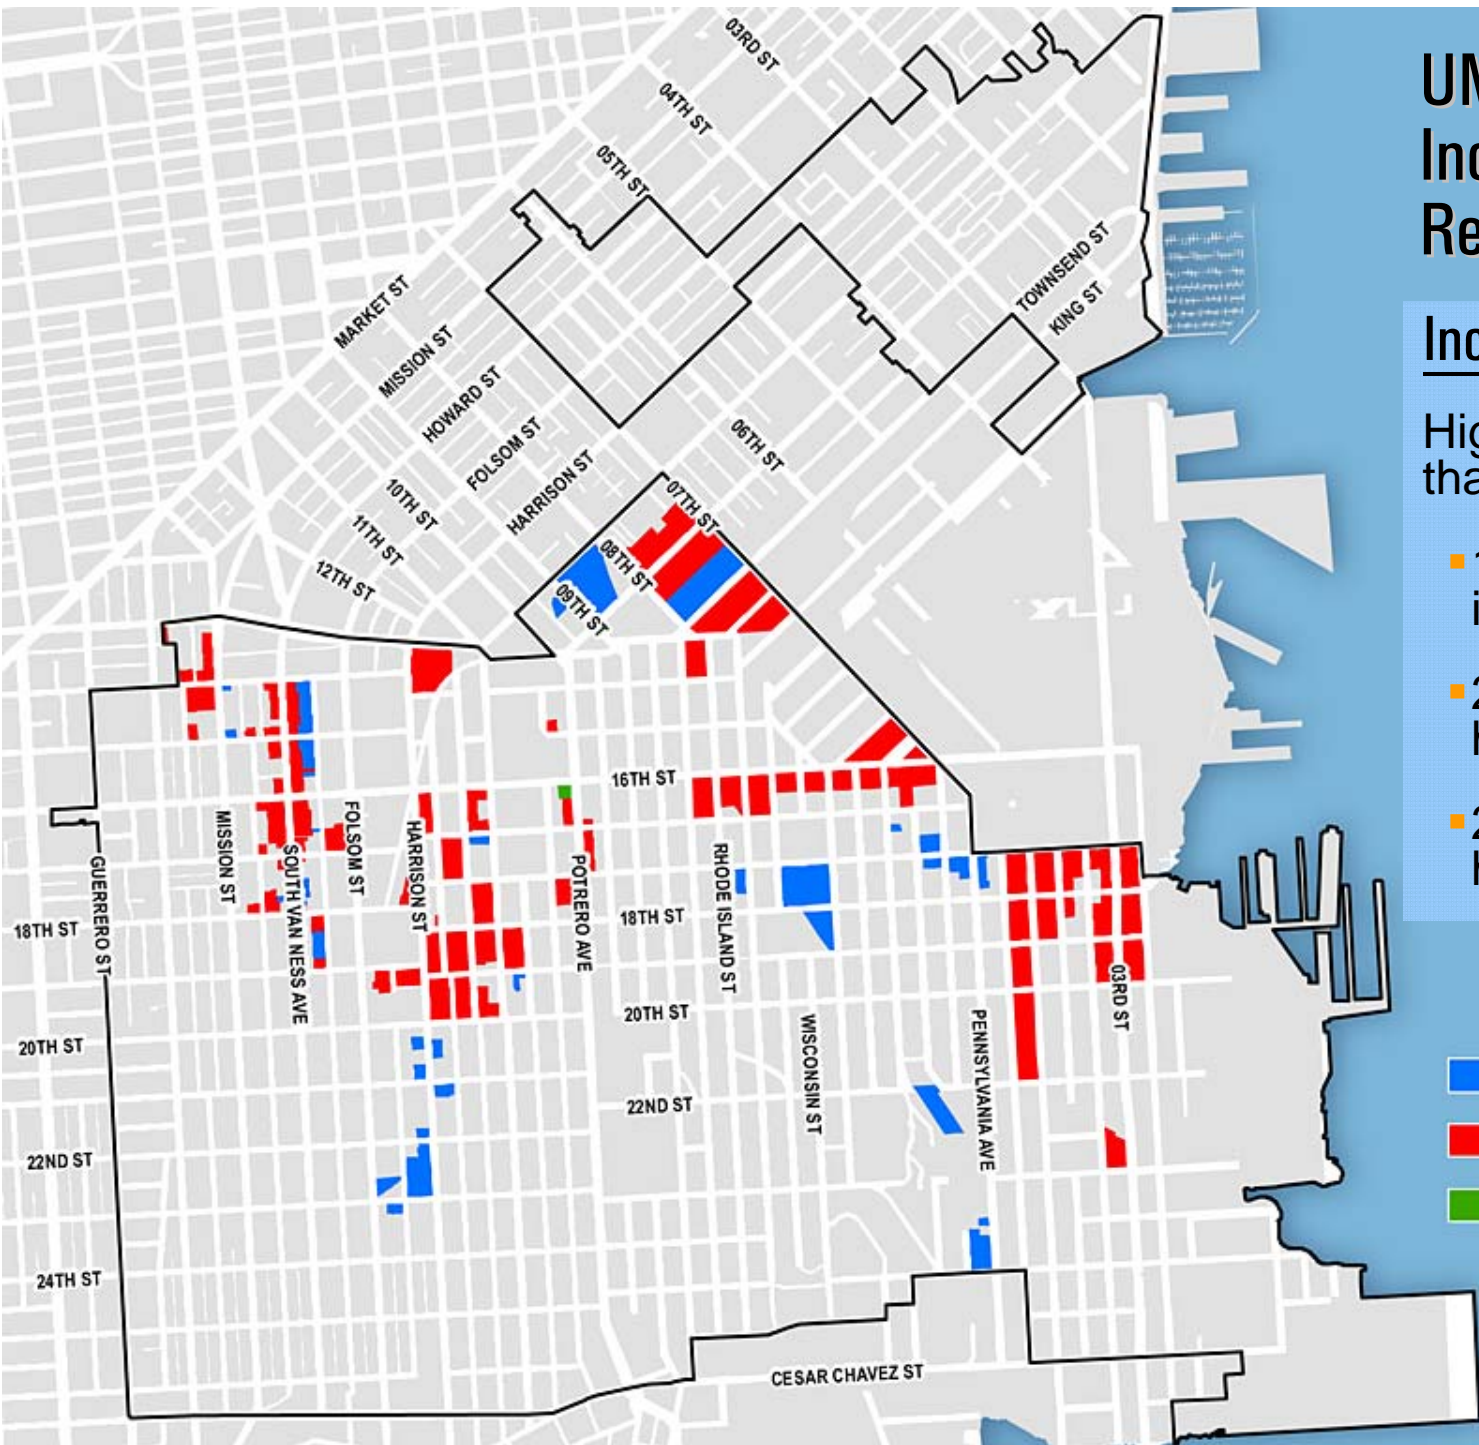 03RD ST
04TH ST
05TH ST
TOWNSEND ST
KING ST
MARKET ST
MISSION ST
HOWARD ST
FOLSOM ST
HARRISON ST
06TH ST
07TH ST
08TH ST
09TH ST
10TH ST
11TH ST
12TH ST
16TH ST
MISSION ST
SOUTH VAN NESS AVE
FOLSOM ST
HARRISON ST
POTRERO AVE
RHODE ISLAND ST
GUERRERO ST
18TH ST
18TH ST
03RD ST
20TH ST
20TH ST
WISCONSIN ST
PENNSYLVANIA AVE
22ND ST
22ND ST
24TH ST
CESAR CHAVEZ ST
Re
Hig
tha